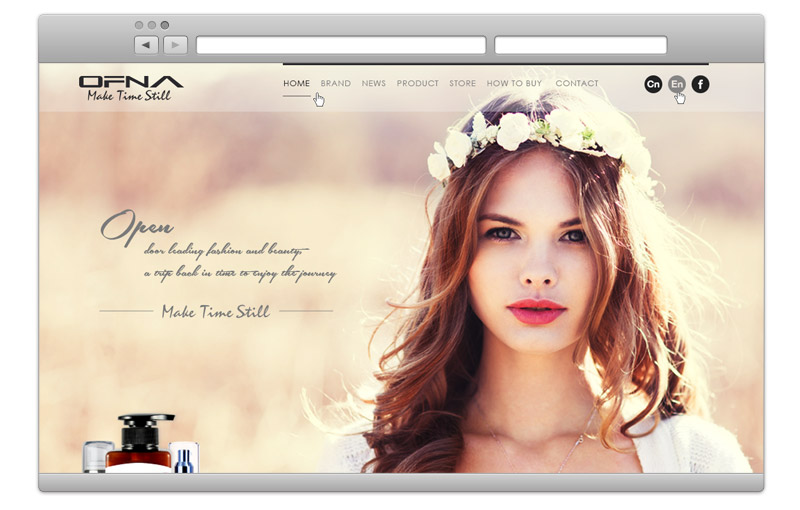 OFNA
Make Time Still
HOME BRAND NEWS PRODUCT STORE HOW TO BUY CONTACT
Cn En f
Open
door leading fashion and beauty,
a trip back in time to enjoy the journey
Make Time Still